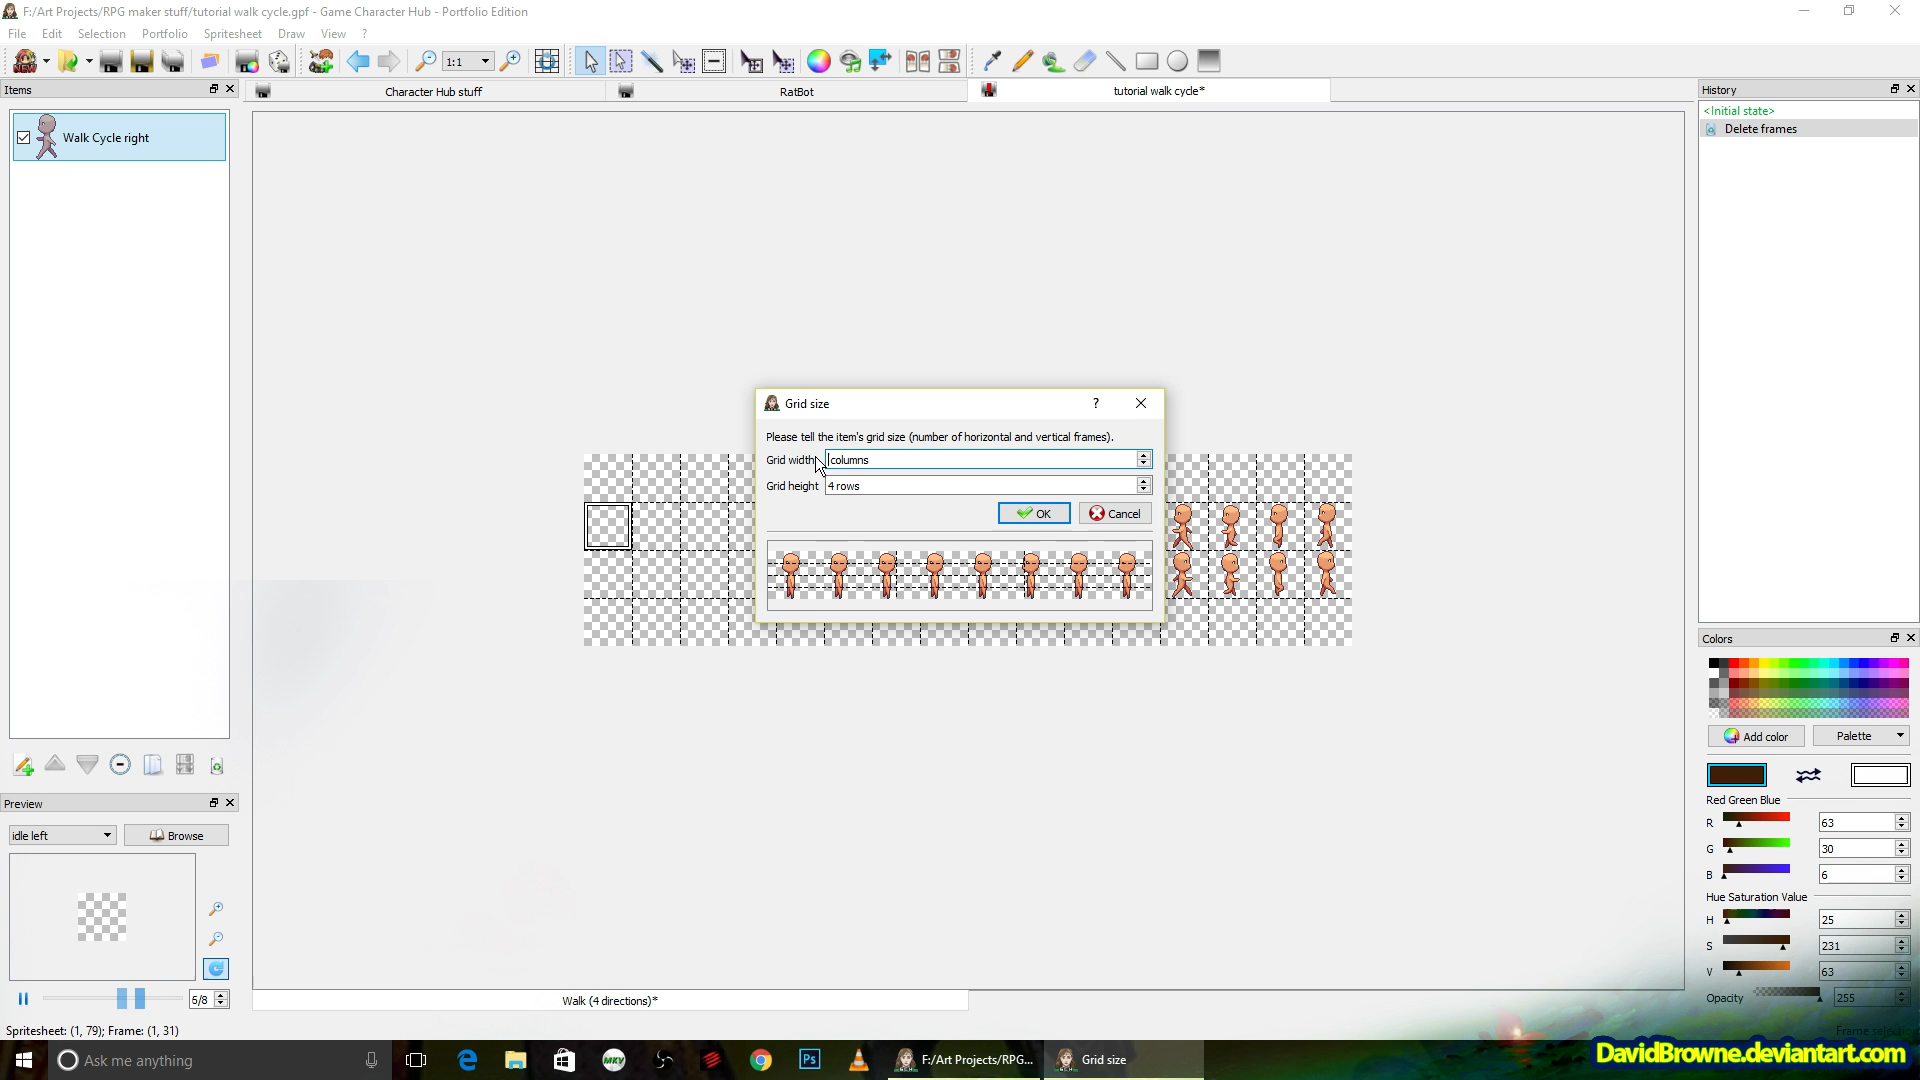 F:/Art Projects/RPG maker stuff/tutorial walk cycle.gpf - Game Character Hub - Portfolio Edition
File Edit Selection Portfolio Spritesheet Draw View ?
NEW 1:1
Items
Character Hub stuff
RatBot
tutorial walk cycle*
History
Walk Cycle right
<Initial state>
Delete frames
Grid size ?
Please tell the item's grid size (number of horizontal and vertical frames).
Grid width columns
Grid height 4 rows
OK Cancel
Colors
Add color Palette
Red Green Blue
R 63
G 30
B 6
Hue Saturation Value
H 25
S 231
V 63
Opacity 255
Preview
idle left Browse
6/8
Walk (4 directions)*
Spritesheet: (1, 79); Frame: (1, 31)
Ask me anything
MKV
Ps
F:/Art Projects/RPG...
Grid size
DavidBrowne.deviantart.com